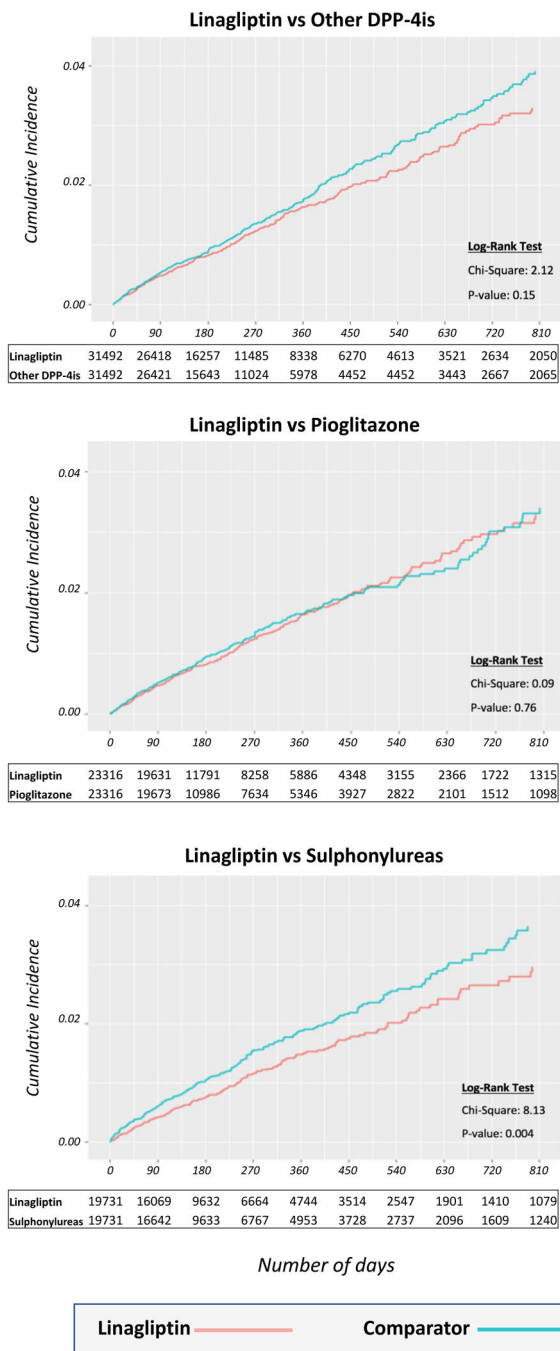 Linagliptin vs Other DPP-4is
Cumulative Incidence
0.04
0.02
0.00
Log-Rank Test
Chi-Square: 2.12
P-value: 0.15
0 90 180 270 360 450 540 630 720 810
Linagliptin 31492 26418 16257 11485 8338 6270 4613 3521 2634 2050
Other DPP-4is 31492 26421 15643 11024 5978 4452 4452 3443 2667 2065
Linagliptin vs Pioglitazone
Cumulative Incidence
0.04
0.02
0.00
Log-Rank Test
Chi-Square: 0.09
P-value: 0.76
0 90 180 270 360 450 540 630 720 810
Linagliptin 23316 19631 11791 8258 5886 4348 3155 2366 1722 1315
Pioglitazone 23316 19673 10986 7634 5346 3927 2822 2101 1512 1098
Linagliptin vs Sulphonylureas
Cumulative Incidence
0.04
0.02
0.00
Log-Rank Test
Chi-Square: 8.13
P-value: 0.004
0 90 180 270 360 450 540 630 720 810
Linagliptin 19731 16069 9632 6664 4744 3514 2547 1901 1410 1079
Sulphonylureas 19731 16642 9633 6767 4953 3728 2737 2096 1609 1240
Number of days
Linagliptin Comparator